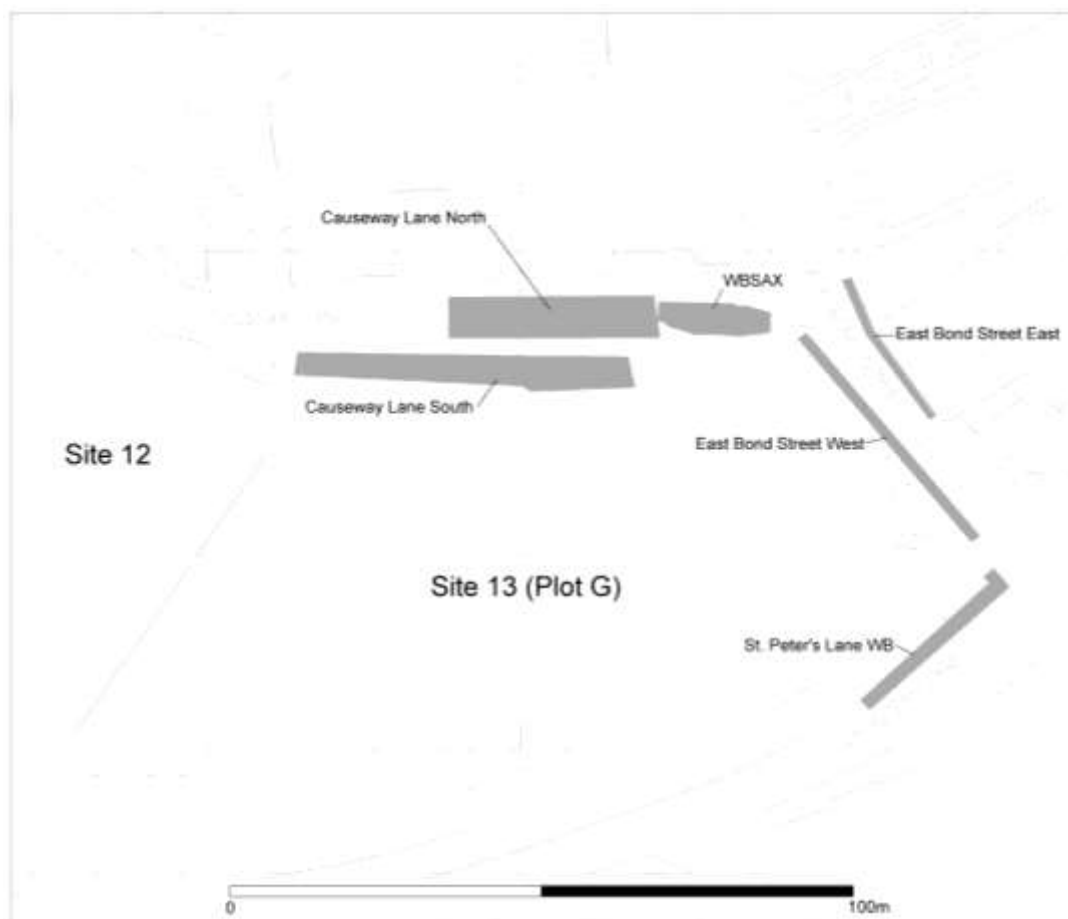 Causeway Lane North
WBSAX
East Bond Street East
Causeway Lane South
East Bond Street West
Site 12
Site 13 (Plot G)
St. Peter's Lane WB
0
100m